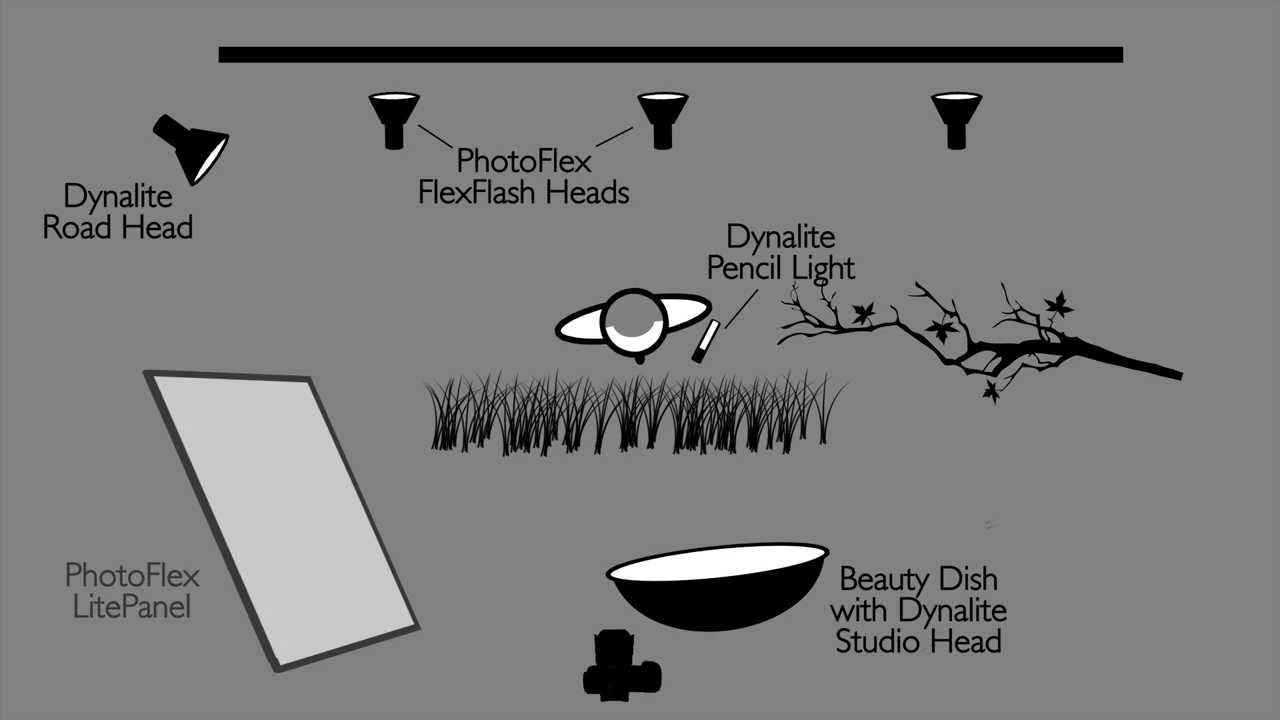 PhotoFlex
FlexFlash Heads
Dynalite
Road Head
Dynalite
Pencil Light
PhotoFlex
LitePanel
Beauty Dish
with Dynalite
Studio Head